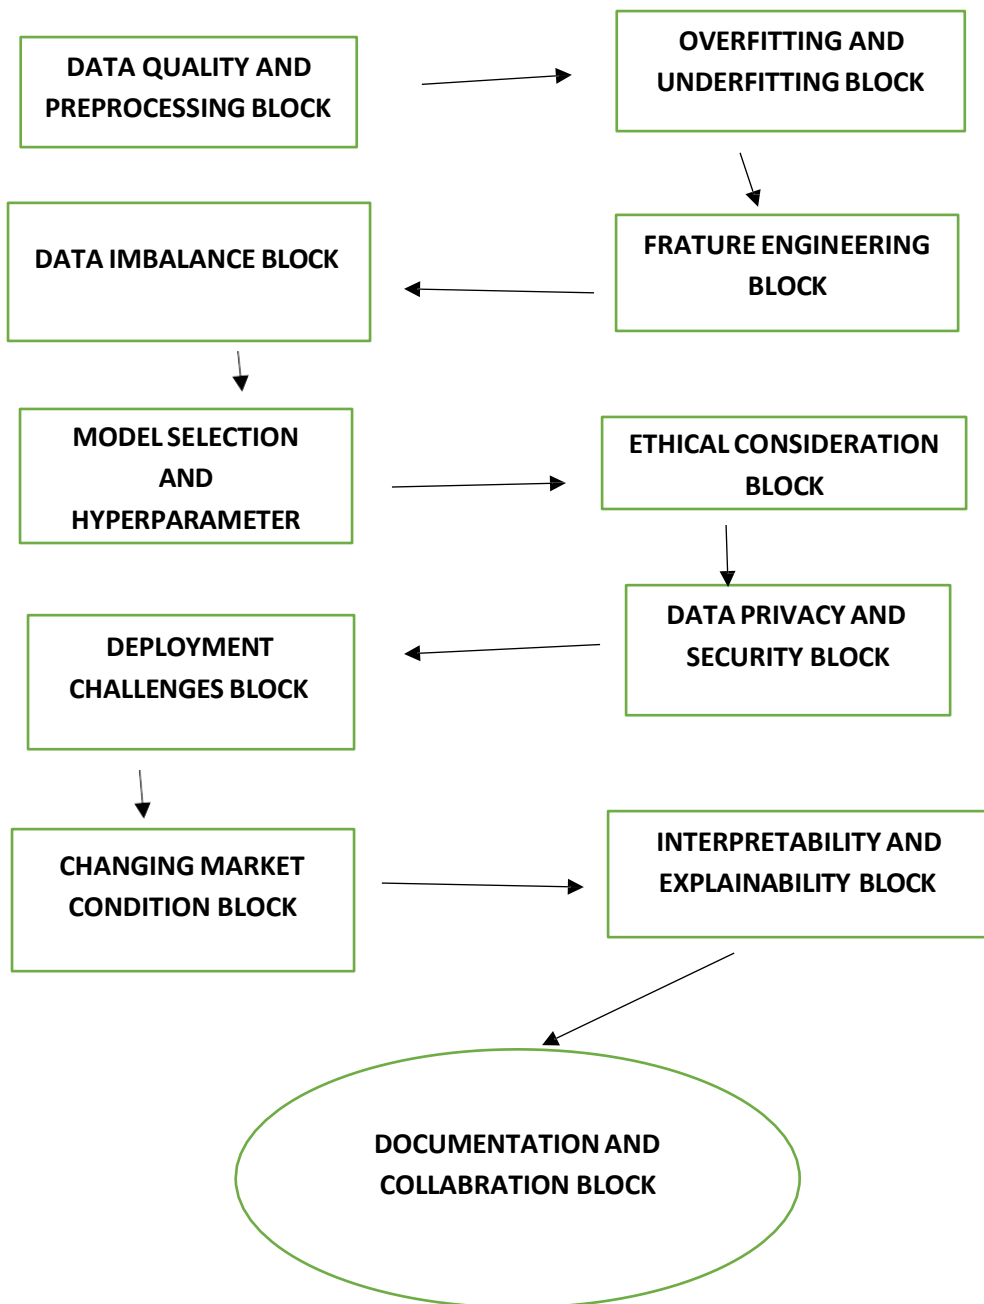 DATA QUALITY AND
PREPROCESSING BLOCK
OVERFITTING AND
UNDERFITTING BLOCK
FRATURE ENGINEERING
BLOCK
DATA IMBALANCE BLOCK
MODEL SELECTION
AND
HYPERPARAMETER
ETHICAL CONSIDERATION
BLOCK
DATA PRIVACY AND
SECURITY BLOCK
DEPLOYMENT
CHALLENGES BLOCK
CHANGING MARKET
CONDITION BLOCK
INTERPRETABILITY AND
EXPLAINABILITY BLOCK
DOCUMENTATION AND
COLLABRATION BLOCK